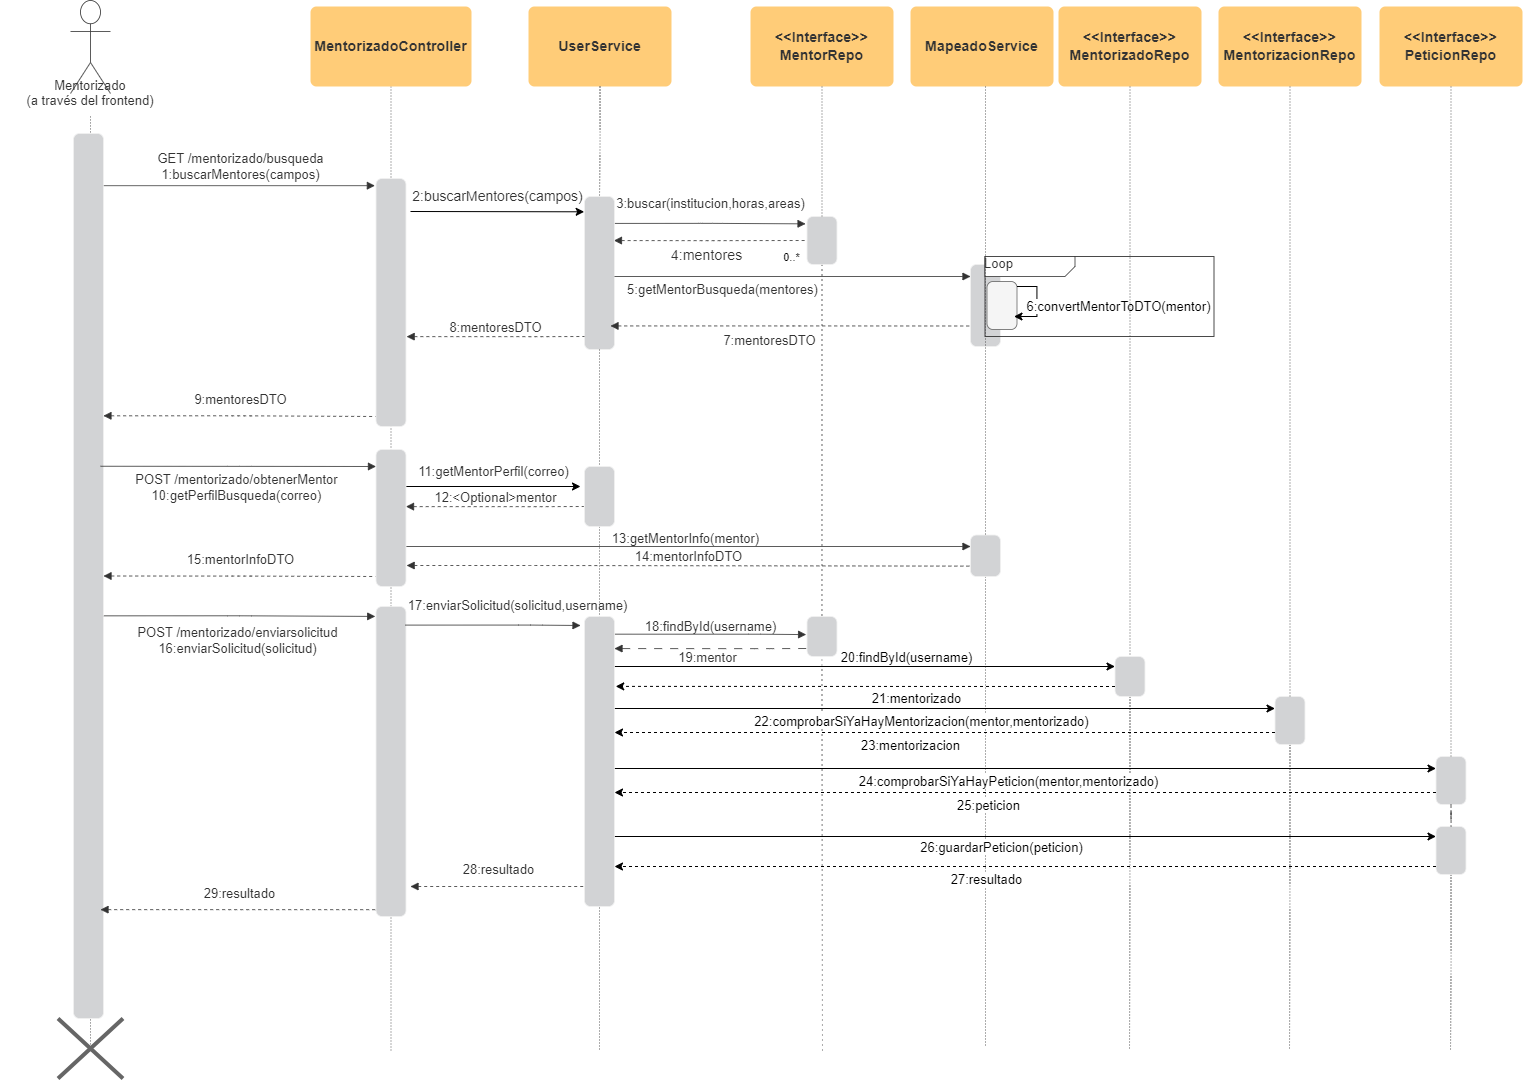 Mentorizado
(a través del frontend)
MentorizadoController
UserService
<<Interface>>
MentorRepo
MapeadoService
<<Interface>>
MentorizadoRepo
<<Interface>>
MentorizacionRepo
<<Interface>>
PeticionRepo
GET /mentorizado/busqueda
1:buscarMentores(campos)
2:buscarMentores(campos)
3:buscar(institucion,horas,areas)
4:mentores
0..*
Loop
5:getMentorBusqueda(mentores)
6:convertMentorToDTO(mentor)
7:mentoresDTO
8:mentoresDTO
9:mentoresDTO
POST /mentorizado/obtenerMentor
10:getPerfilBusqueda(correo)
11:getMentorPerfil(correo)
12:<Optional>mentor
13:getMentorInfo(mentor)
14:mentorInfoDTO
15:mentorInfoDTO
POST /mentorizado/enviarsolicitud
16:enviarSolicitud(solicitud)
17:enviarSolicitud(solicitud,username)
18:findById(username)
19:mentor
20:findById(username)
21:mentorizado
22:comprobarSiYaHayMentorizacion(mentor,mentorizado)
23:mentorizacion
24:comprobarSiYaHayPeticion(mentor,mentorizado)
25:peticion
26:guardarPeticion(peticion)
27:resultado
28:resultado
29:resultado